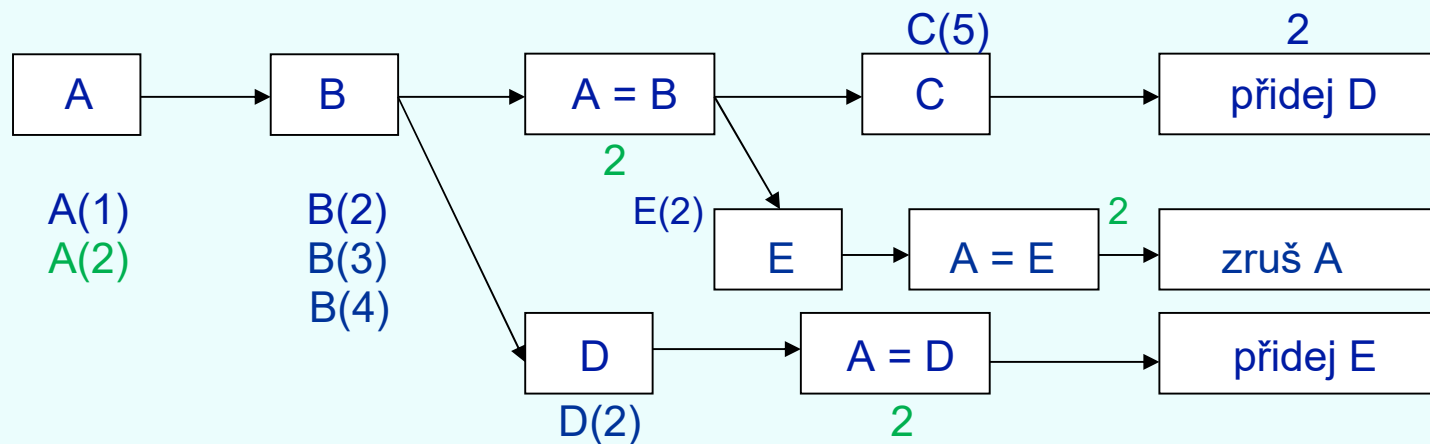 C(5)
2
A
B
A = B
C
přidej D
2
A(1)
B(2)
E(2)
2
A(2)
B(3)
E
A = E
zruš A
B(4)
D
A = D
přidej E
D(2)
2